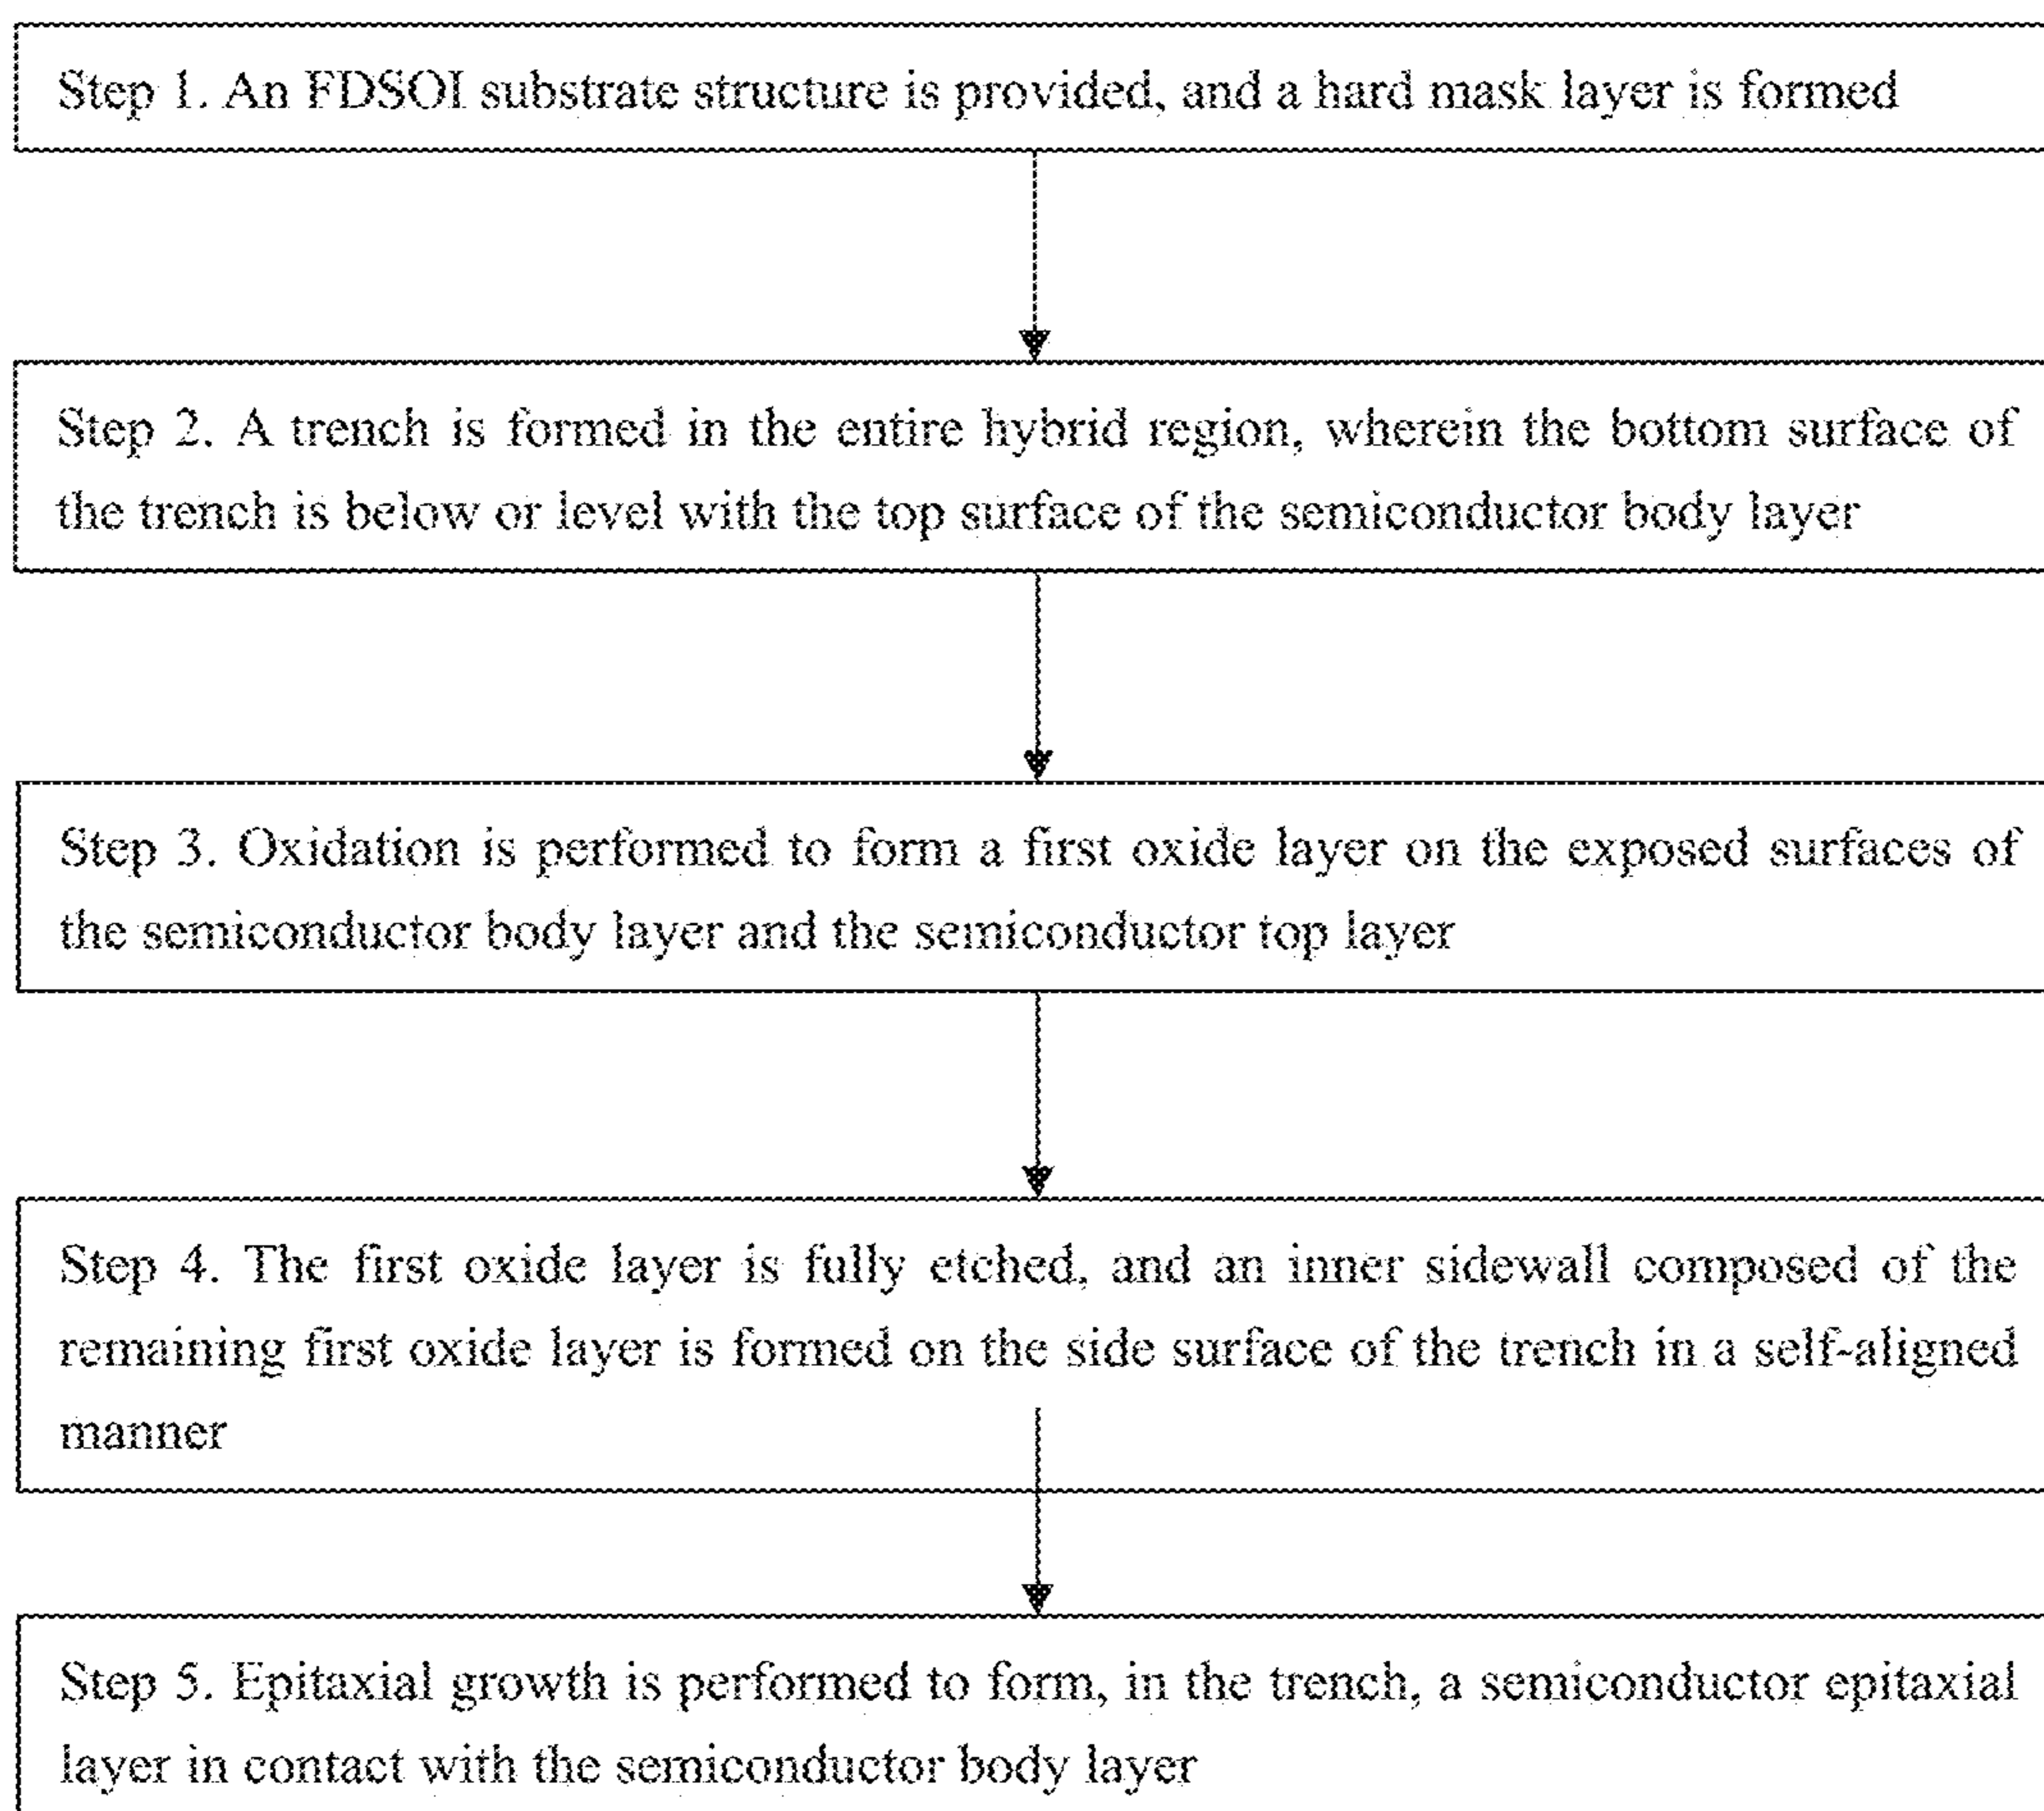 Step 1. An FDSOI substrate structure is provided, and a hard mask layer is formed
Step 2. A trench is formed in the entire hybrid region, wherein the bottom surface of
the trench is below or level with the top surface of the semiconductor body layer
Step 3. Oxidation is performed to form a first oxide layer on the exposed surfaces of
the semiconductor body layer and the semiconductor top layer
Step 4. The first oxide layer is fully etched, and an inner sidewall composed of the
remaining first oxide layer is formed on the side surface of the trench in a self-aligned
manner
Step 5. Epitaxial growth is performed to form, in the trench, a semiconductor epitaxial
layer in contact with the semiconductor body layer